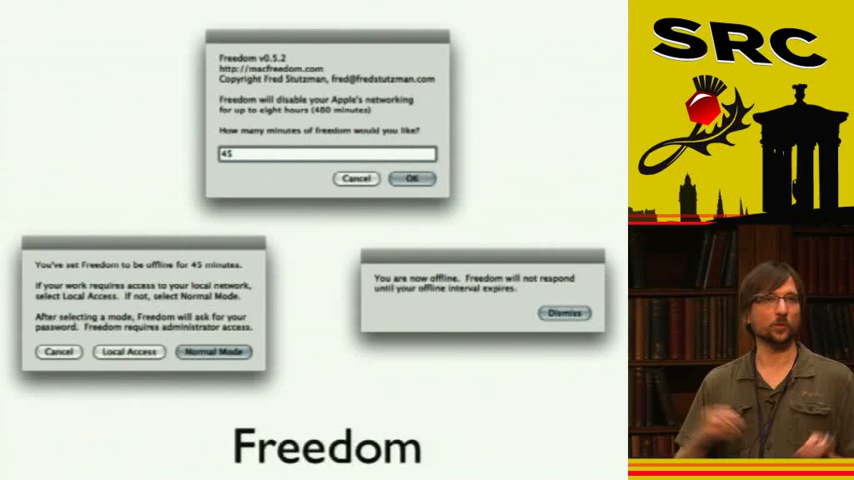 Freedom v0.5.2
http://macfreedom.com
Copyright Fred Stutzman, fred@fredstutzman.com
Freedom will disable your Apple's networking
for up to eight hours (480 minutes)
How many minutes of freedom would you like?
45
Cancel
OK
You've set Freedom to be offline for 45 minutes.
If your work requires access to your local network,
select Local Access. If not, select Normal Mode.
After selecting a mode, Freedom will ask for your
password. Freedom requires administrator access.
Cancel
Local Access
Normal Mode
You are now offline. Freedom will not respond
until your offline interval expires.
Dismiss
Freedom
SRC